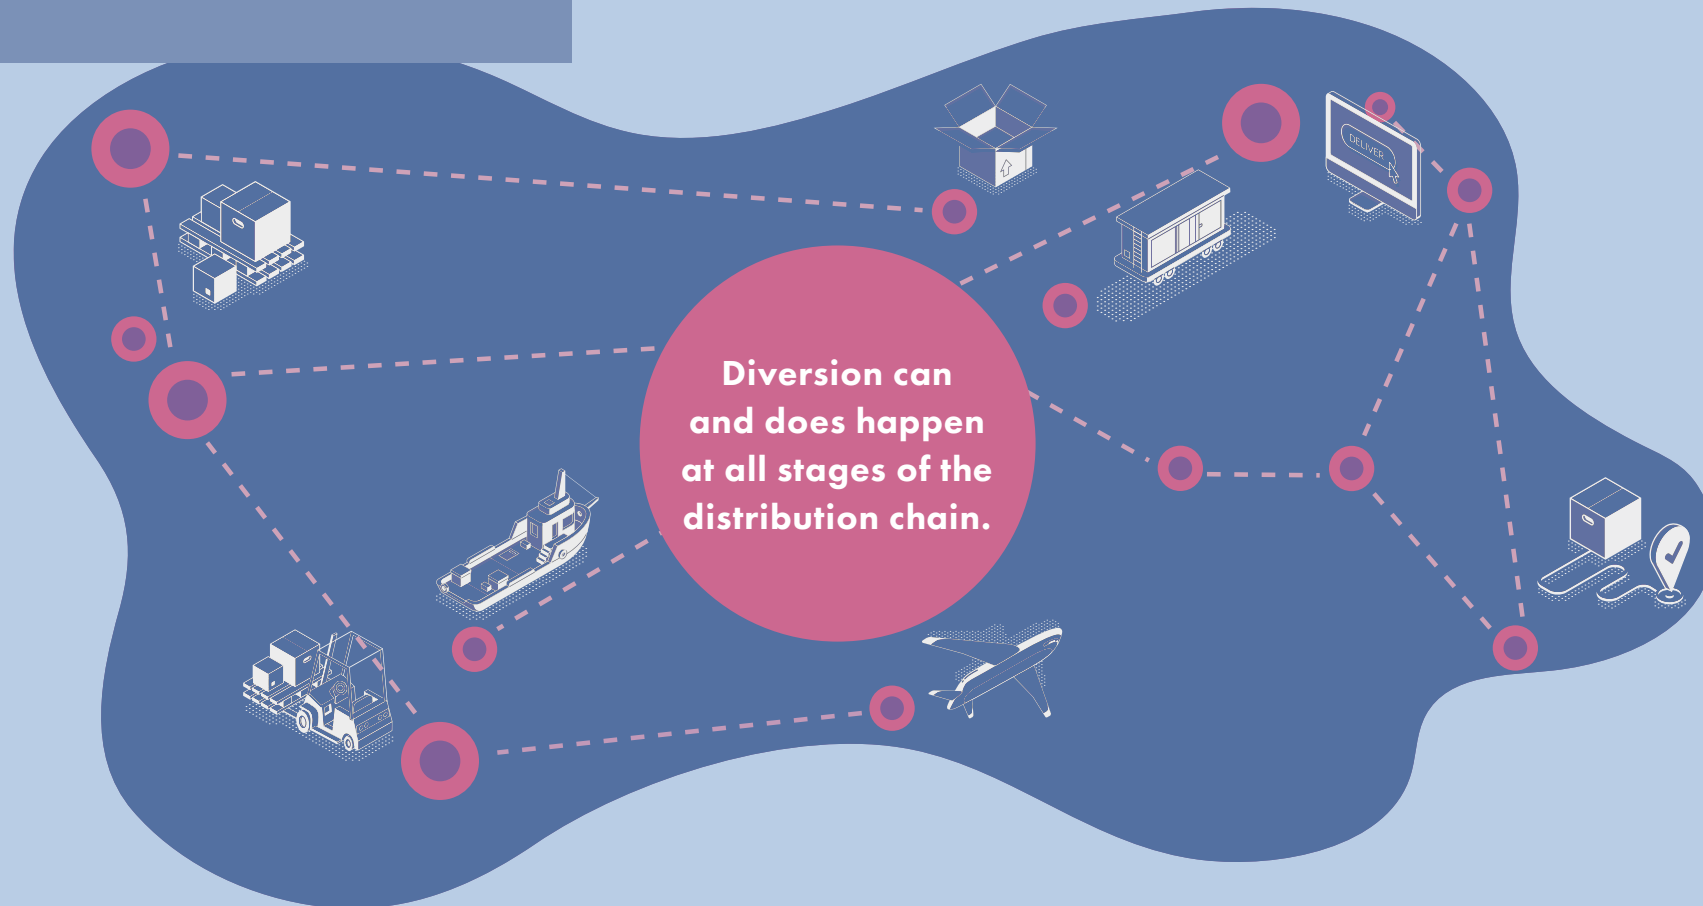 DELIVER
Diversion can
and does happen
at all stages of the
distribution chain.